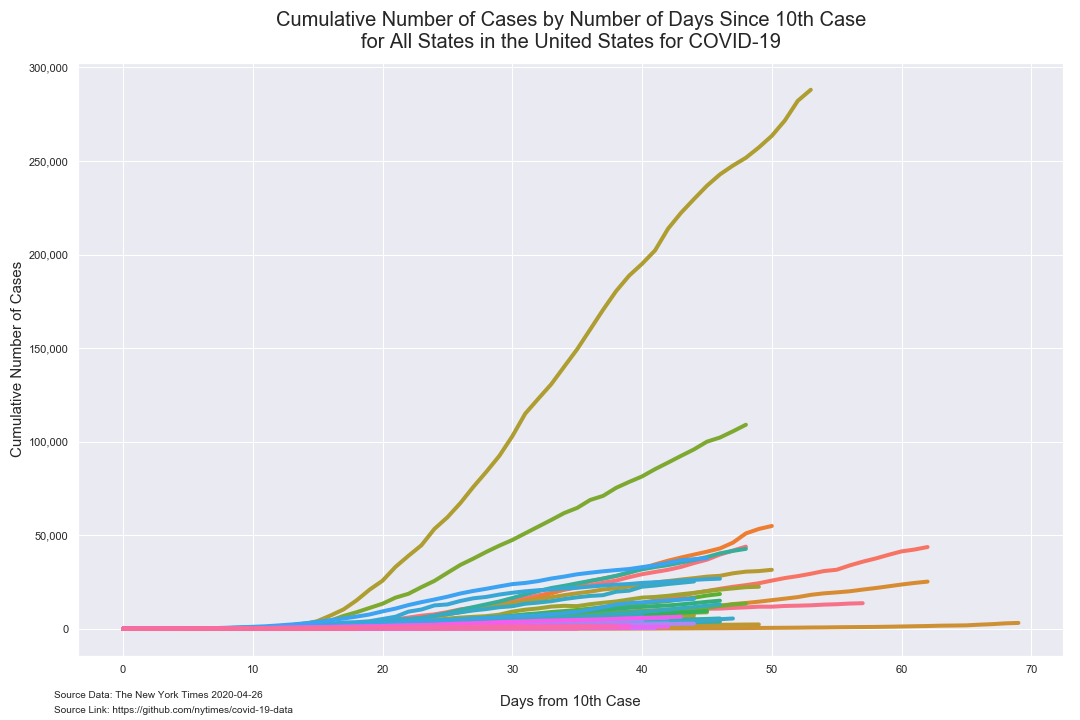 Cumulative Number of Cases by Number of Days Since 10th Case
for All States in the United States for COVID-19
300,000
250,000
200,000
150,000
100,000
50,000
0
Cumulative Number of Cases
0 10 20 30 40 50 60 70
Days from 10th Case
Source Data: The New York Times 2020-04-26
Source Link: https://github.com/nytimes/covid-19-data